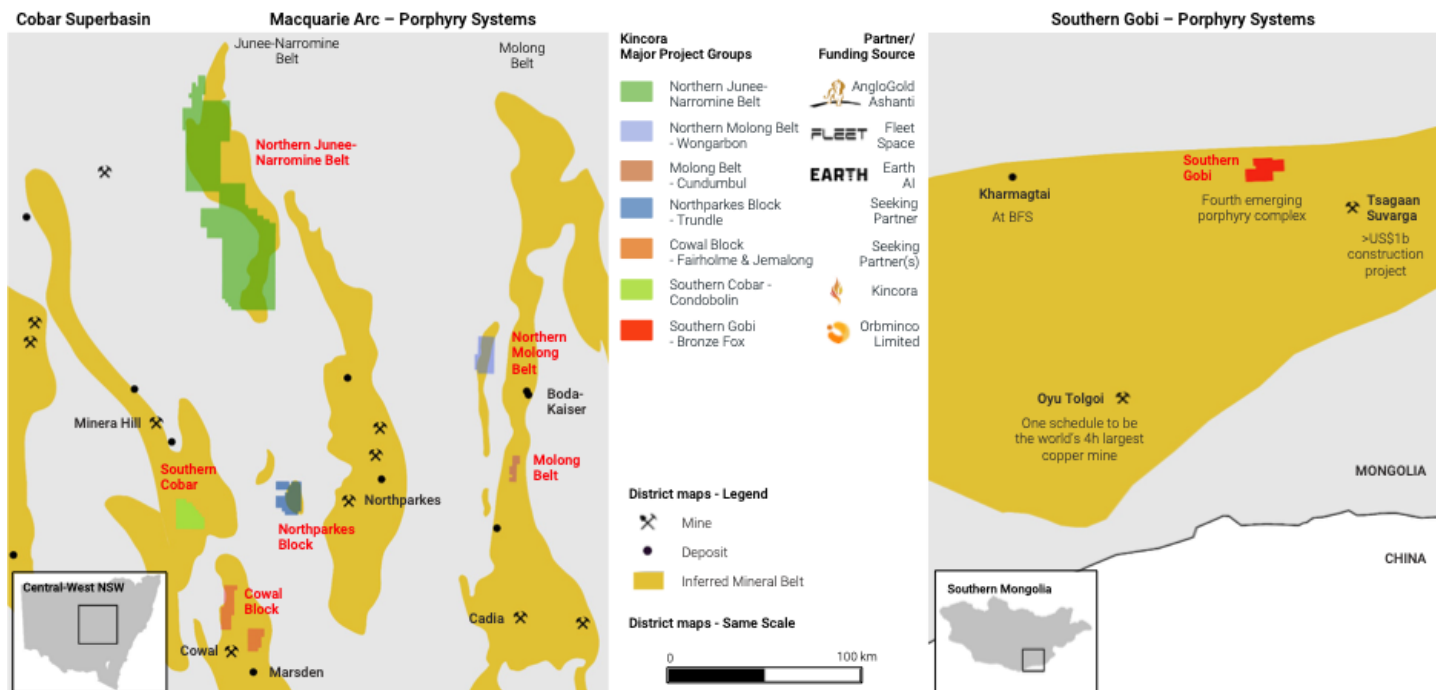 Cobar Superbasin
Macquarie Arc – Porphyry Systems
Southern Gobi – Porphyry Systems
Junee-Narromine
Belt
Molong
Belt
Northern Junee-
Narromine Belt
Northern
Molong
Belt
Boda-
Kaiser
Minera Hill
Southern
Cobar
Molong
Belt
Northparkes
Northparkes
Block
Cowal
Block
Cadia
Cowal
Marsden
Central-West NSW
Kincora
Major Project Groups
Partner/
Funding Source
Northern Junee-
Narromine Belt
AngloGold
Ashanti
Northern Molong Belt
- Wongarbon
FLEET
Fleet
Space
Molong Belt
- Cundumbul
EARTH
Earth
AI
Northparkes Block
- Trundle
Seeking
Partner
Cowal Block
- Fairholme & Jemalong
Seeking
Partner(s)
Southern Cobar -
Condobolin
Kincora
Southern Gobi
- Bronze Fox
Orbminco
Limited
District maps - Legend
Mine
Deposit
Inferred Mineral Belt
District maps - Same Scale
0
100 km
Southern
Gobi
Kharmagtai
At BFS
Fourth emerging
porphyry complex
Tsagaan
Suvarga
>US$1b
construction
project
Oyu Tolgoi
One schedule to be
the world's 4h largest
copper mine
MONGOLIA
CHINA
Southern Mongolia